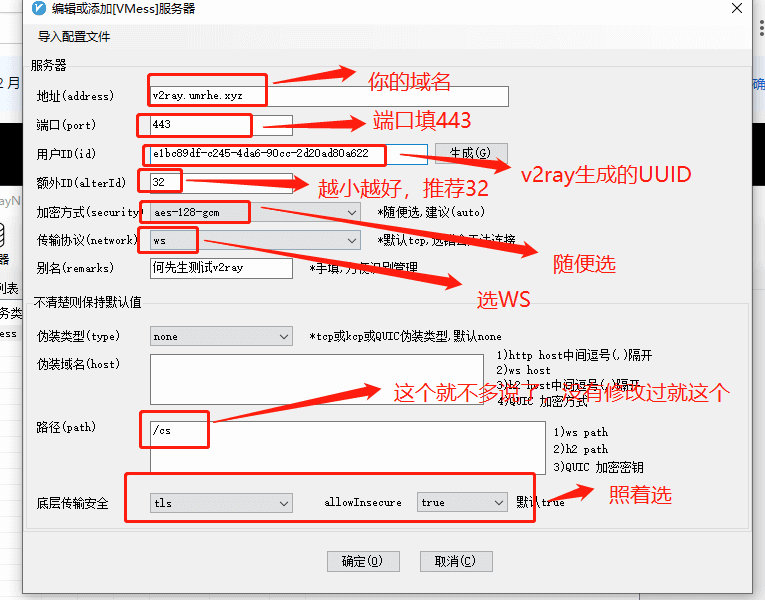 编辑或添加[VMess]服务器
导入配置文件
2 月
确
服务器
地址(address)
v2ray.umrhe.xyz
你的域名
端口(port)
443
端口填443
用户ID(id)
e1bc89df-c245-4da6-90cc-2d20ad80a622
生成(G)
v2ray生成的UUID
额外ID(alterId)
32
越小越好，推荐32
ayN
加密方式(security)
aes-128-gcm
*随便选,建议(auto)
传输协议(network)
ws
*默认tcp,选错会无法连接
随便选
器
别名(remarks)
何先生测试v2ray
*手填,方便识别管理
列表
选WS
不清楚则保持默认值
务类
ess
伪装类型(type)
none
*tcp或kcp或QUIC伪装类型,默认none
伪装域名(host)
1)http host中间逗号(,)隔开
2)ws host
3)h2 host中间逗号(,)隔开
4)QUIC 加密方式
这个就不多说了，没有修改过就这个
路径(path)
/cs
1)ws path
2)h2 path
3)QUIC 加密密钥
底层传输安全
tls
allowInsecure
true
默认true
照着选
确定(O)
取消(C)